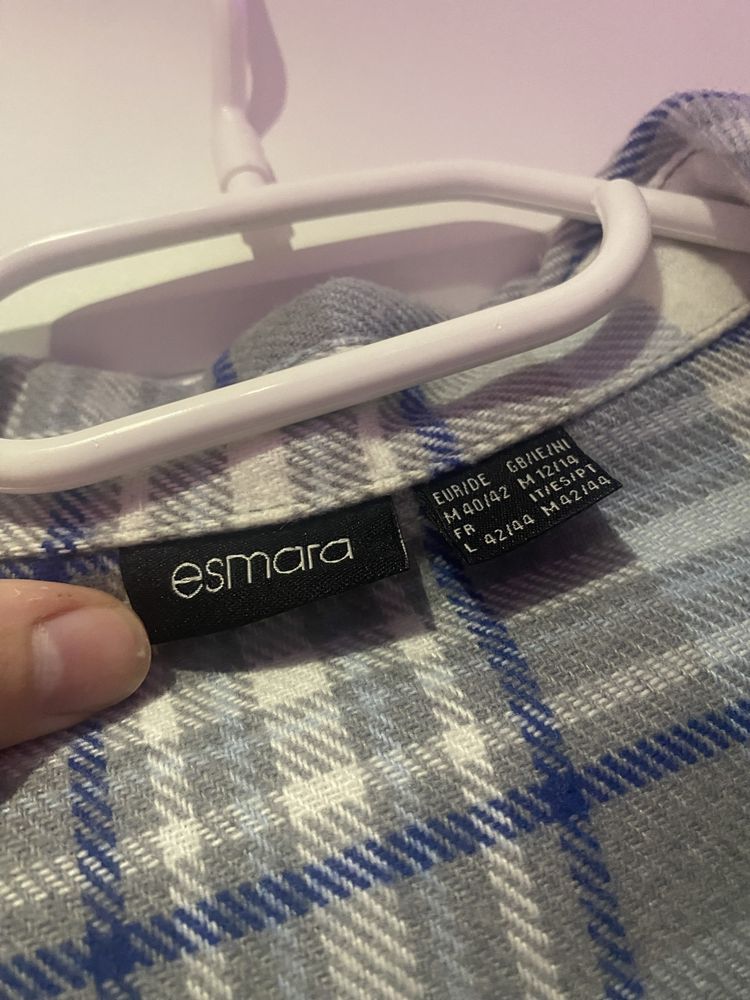 esmara
EUR/DE GB/IE/NI
M 40/42 M 12/14
FR IT/ES/PT
L 42/44 M 42/44